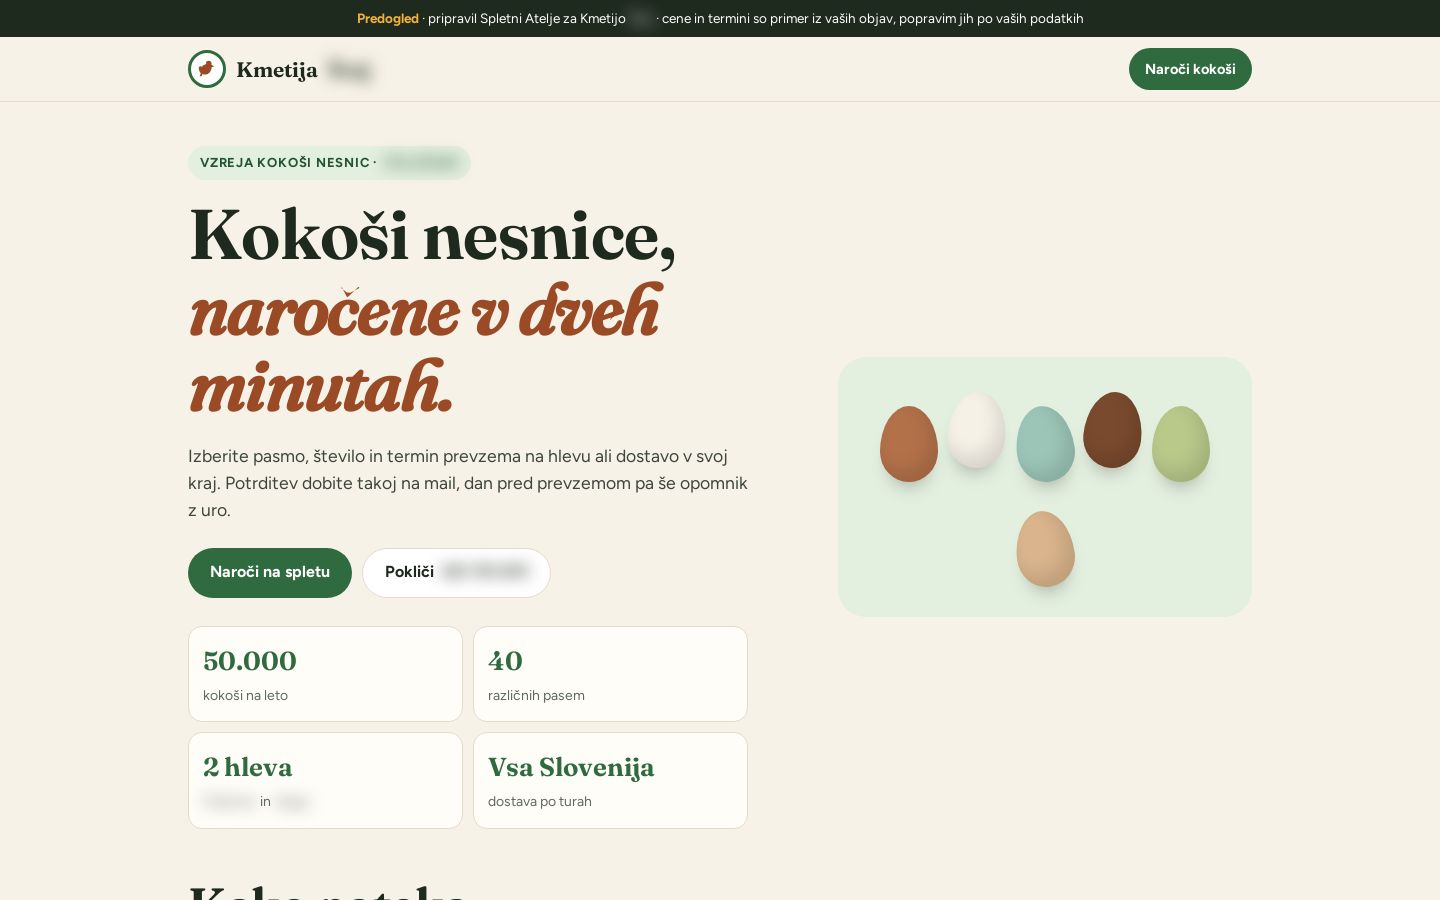 Predogled · pripravil Spletni Atelje za Kmetijo · cene in termini so primer iz vaših objav, popravim jih po vaših podatkih
Kmetija
Naroči kokoši
VZREJA KOKOŠI NESNIC ·
Kokoši nesnice,
naročene v dveh
minutah.
Izberite pasmo, število in termin prevzema na hlevu ali dostavo v svoj
kraj. Potrditev dobite takoj na mail, dan pred prevzemom pa še opomnik
z uro.
Naroči na spletu
Pokliči
50.000
kokoši na leto
40
različnih pasem
2 hleva
in
Vsa Slovenija
dostava po turah
Kako poteka